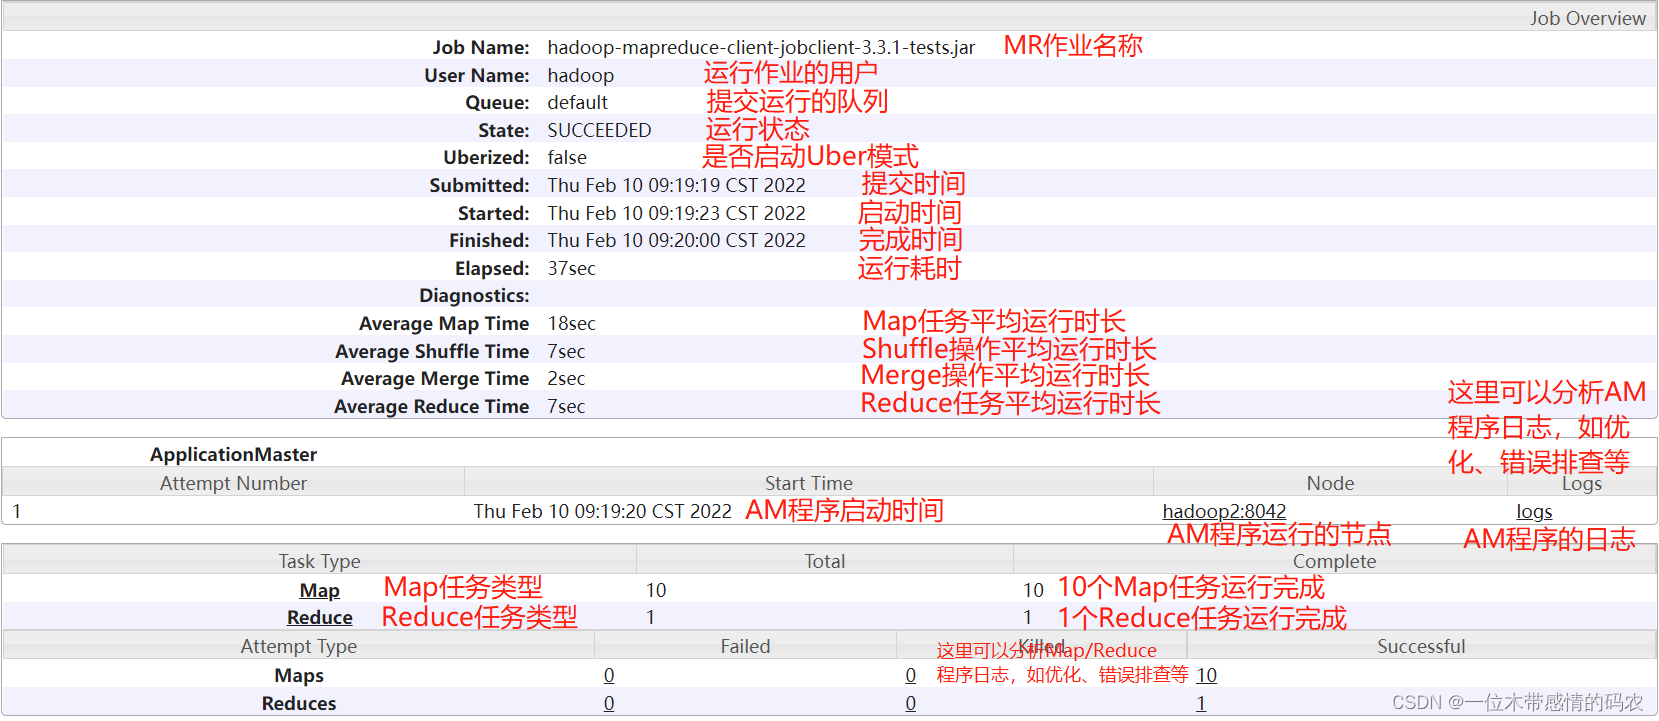 Job Overview
Job Name: hadoop-mapreduce-client-jobclient-3.3.1-tests.jar MR作业名称
User Name: hadoop 运行作业的用户
Queue: default 提交运行的队列
State: SUCCEEDED 运行状态
Uberized: false 是否启动Uber模式
Submitted: Thu Feb 10 09:19:19 CST 2022 提交时间
Started: Thu Feb 10 09:19:23 CST 2022 启动时间
Finished: Thu Feb 10 09:20:00 CST 2022 完成时间
Elapsed: 37sec 运行耗时
Diagnostics:
Average Map Time 18sec Map任务平均运行时长
Average Shuffle Time 7sec Shuffle操作平均运行时长
Average Merge Time 2sec Merge操作平均运行时长
Average Reduce Time 7sec Reduce任务平均运行时长
这里可以分析AM
程序日志，如优
化、错误排查等
ApplicationMaster
Attempt Number Start Time Node Logs
1 Thu Feb 10 09:19:20 CST 2022 AM程序启动时间 hadoop2:8042 logs
AM程序运行的节点 AM程序的日志
Task Type Total Complete
Map Map任务类型 10 10 10个Map任务运行完成
Reduce Reduce任务类型 1 1 1个Reduce任务运行完成
Attempt Type Failed Killed Successful
这里可以分析Map/Reduce
程序日志，如优化、错误排查等
Maps 0 0 10
Reduces 0 0 1
CSDN @一位木带感情的码农